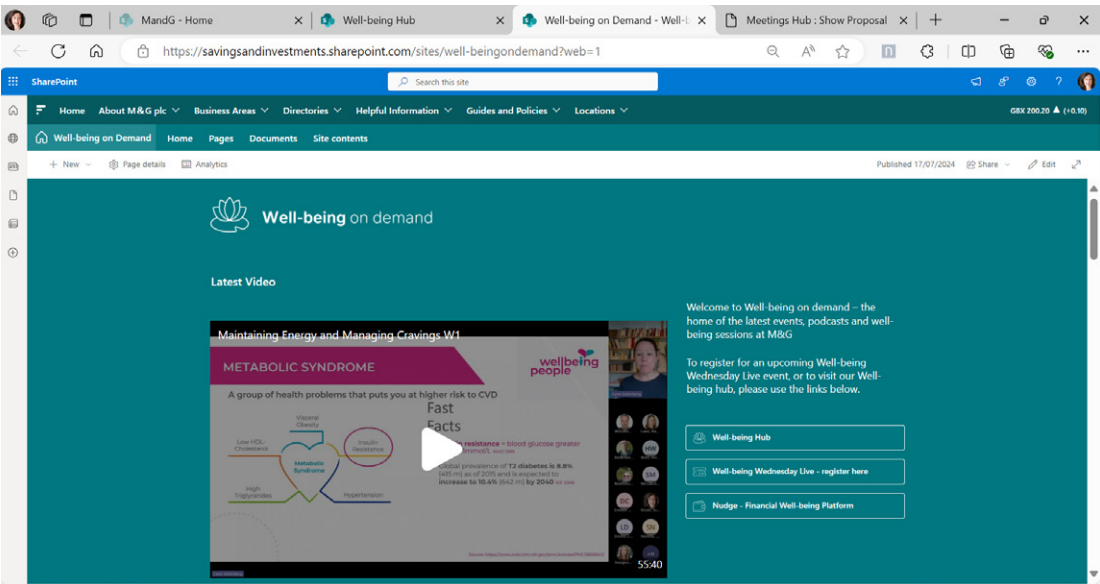 MandG - Home
Well-being Hub
Well-being on Demand - Well-b
Meetings Hub : Show Proposal
https://savingsandinvestments.sharepoint.com/sites/well-beingondemand?web=1
SharePoint
Search this site
Home About M&G plc Business Areas Directories Helpful Information Guides and Policies Locations
GBX 200.20 ▲ (+0.10)
Well-being on Demand Home Pages Documents Site contents
+ New Page details Analytics
Published 17/07/2024 Share Edit
Well-being on demand
Latest Video
Maintaining Energy and Managing Cravings W1
METABOLIC SYNDROME
wellbeing
people
A group of health problems that puts you at higher risk to CVD
Fast
Facts
Visceral
Obesity
Low HDL-
Cholesterol
Insulin
Resistance
Metabolic
Syndrome
High
Triglycerides
Hypertension
resistance = blood glucose greater
mmol/L
Global prevalence of T2 diabetes is 8.8%
(415 m) as of 2015 and is expected to
increase to 10.4% (642 m) by 2040
HW
SM
DC
LD SN
55:40
Welcome to Well-being on demand – the
home of the latest events, podcasts and well-
being sessions at M&G
To register for an upcoming Well-being
Wednesday Live event, or to visit our Well-
being hub, please use the links below.
Well-being Hub
Well-being Wednesday Live - register here
Nudge - Financial Well-being Platform